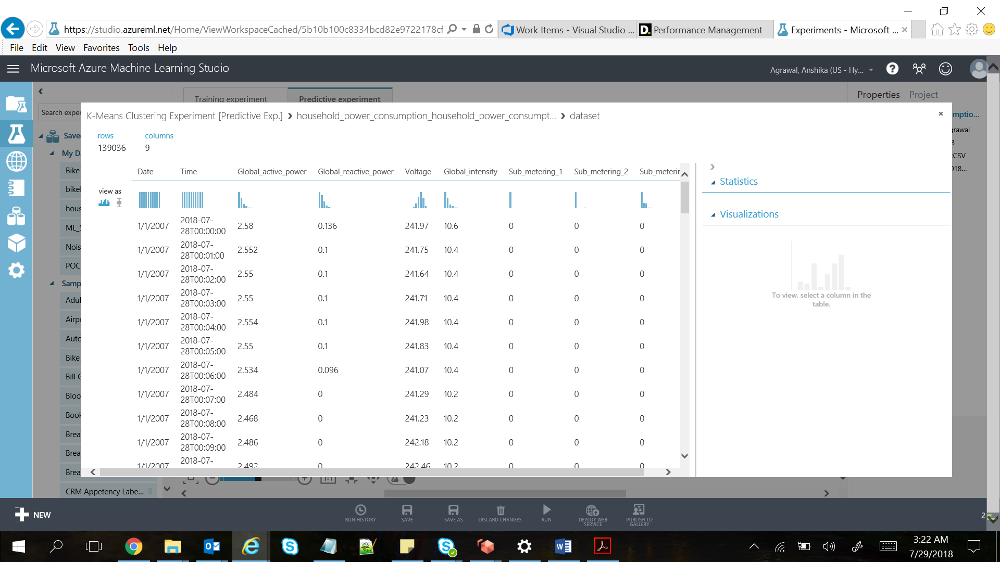 https://studio.azureml.net/Home/ViewWorkspaceCached/5b10b100c8334bcd82e9722178cf
Work Items - Visual Studio ...
Performance Management
Experiments - Microsoft ...
File Edit View Favorites Tools Help
Microsoft Azure Machine Learning Studio
Agrawal, Anshika (US - Hy...
Training experiment
Predictive experiment
Properties Project
Search exper
K-Means Clustering Experiment [Predictive Exp.] › household_power_consumption_household_power_consumpt... › dataset
rows columns
139036 9
Date Time Global_active_power Global_reactive_power Voltage Global_intensity Sub_metering_1 Sub_metering_2 Sub_meterin
view as
1/1/2007 2018-07-28T00:00:00 2.58 0.136 241.97 10.6 0 0 0
1/1/2007 2018-07-28T00:01:00 2.552 0.1 241.75 10.4 0 0 0
1/1/2007 2018-07-28T00:02:00 2.55 0.1 241.64 10.4 0 0 0
1/1/2007 2018-07-28T00:03:00 2.55 0.1 241.71 10.4 0 0 0
1/1/2007 2018-07-28T00:04:00 2.554 0.1 241.98 10.4 0 0 0
1/1/2007 2018-07-28T00:05:00 2.55 0.1 241.83 10.4 0 0 0
1/1/2007 2018-07-28T00:06:00 2.534 0.096 241.07 10.4 0 0 0
1/1/2007 2018-07-28T00:07:00 2.484 0 241.29 10.2 0 0 0
1/1/2007 2018-07-28T00:08:00 2.468 0 241.23 10.2 0 0 0
1/1/2007 2018-07-28T00:09:00 2.486 0 242.18 10.2 0 0 0
1/1/2007 2018-07- 2.492 0 242.46 10.2 0 0 0
Statistics
Visualizations
To view, select a column in the
table.
mptio...
grawal
3
:CSV
018...
Save
My Da
Bike
bikel
hous
ML_S
Nois
POCT
Samp
Adul
Airpo
Auto
Bike
Bill G
Bloo
Book
Brea
Breas
Breas
CRM Appetency Labe...
NEW
RUN HISTORY
SAVE
SAVE AS
DISCARD CHANGES
RUN
DEPLOY WEB
SERVICE
PUBLISH TO
GALLERY
2
3:22 AM
7/29/2018